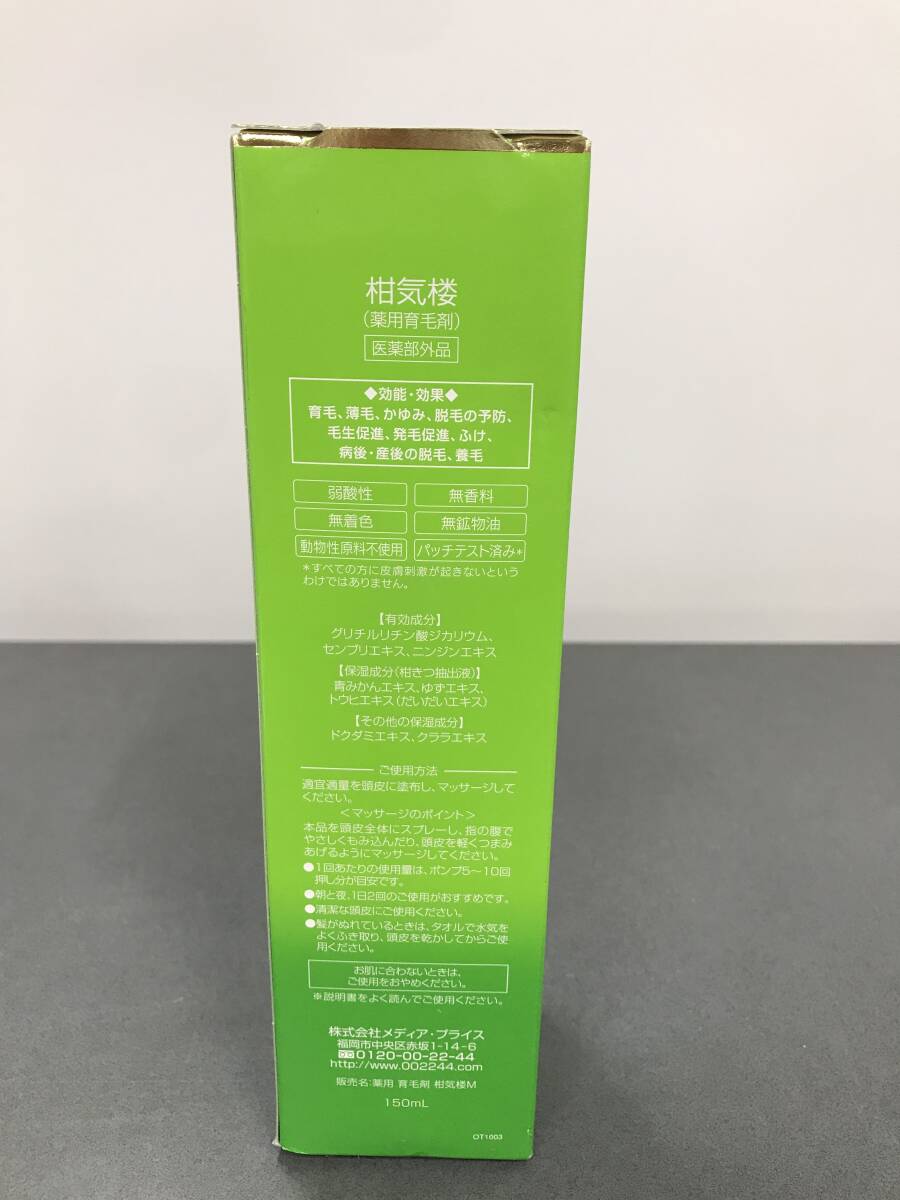 柑気楼
(薬用育毛剤)
医薬部外品
◆効能・効果◆
育毛、薄毛、かゆみ、脱毛の予防、
毛生促進、発毛促進、ふけ、
病後・産後の脱毛、養毛
弱酸性 無香料
無着色 無鉱物油
動物性原料不使用 パッチテスト済み*
*すべての方に皮膚刺激が起きないという
わけではありません。
【有効成分】
グリチルリチン酸ジカリウム、
センブリエキス、ニンジンエキス
【保湿成分(柑きつ抽出液)】
青みかんエキス、ゆずエキス、
トウヒエキス(だいだいエキス)
【その他の保湿成分】
ドクダミエキス、クララエキス
ご使用方法
適宜適量を頭皮に塗布し、マッサージして
ください。
<マッサージのポイント>
本品を頭皮全体にスプレーし、指の腹で
やさしくもみ込んだり、頭皮を軽くつまみ
あげるようにマッサージしてください。
●1回あたりの使用量は、ポンプ5〜10回
押し分が目安です。
●朝と夜、1日2回のご使用がおすすめです。
●清潔な頭皮にご使用ください。
●髪がぬれているときは、タオルで水気を
よくふき取り、頭皮を乾かしてからご使
用ください。
お肌に合わないときは、
ご使用をおやめください。
※説明書をよく読んでご使用ください。
株式会社メディア・プライス
福岡市中央区赤坂1-14-6
0120-00-22-44
http://www.002244.com
販売名:薬用 育毛剤 柑気楼M
150mL
OT1003